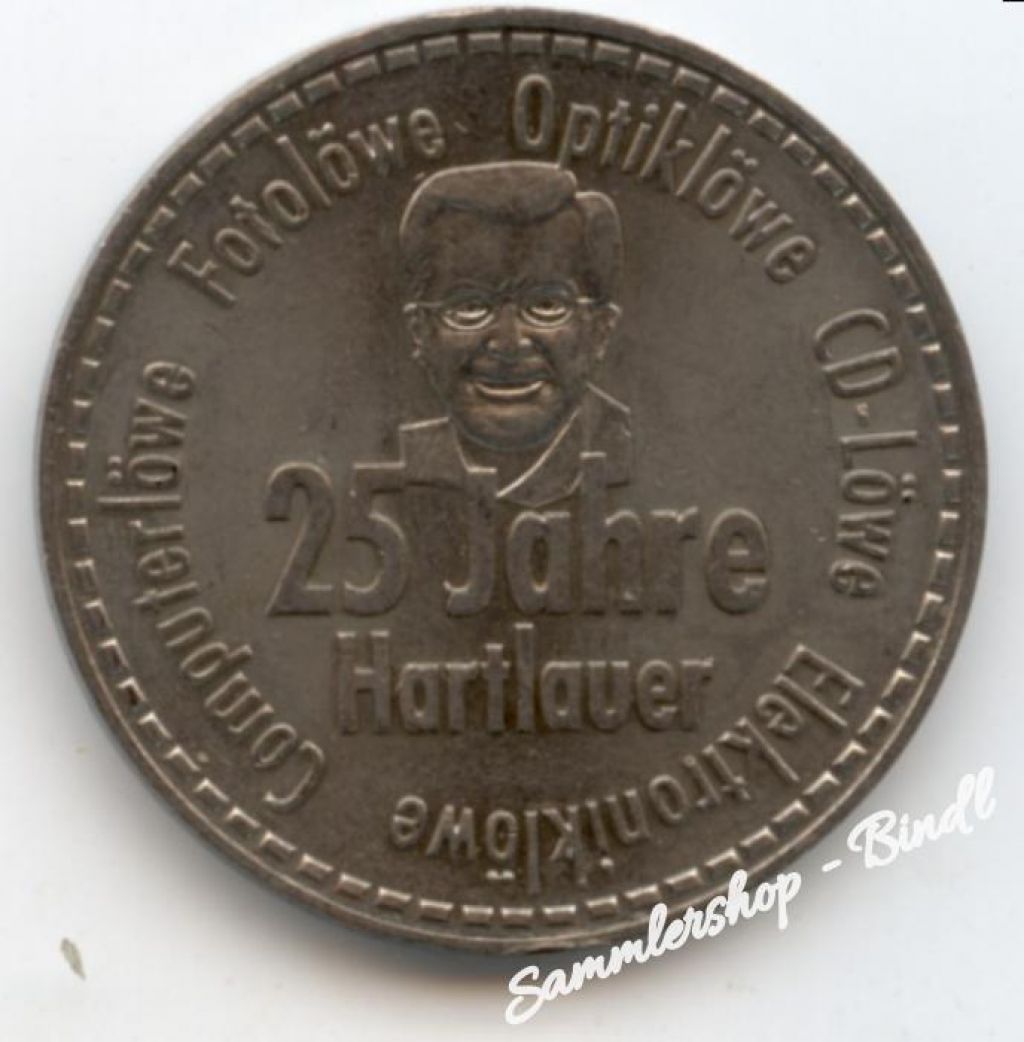 Fotolöwe Optiklöwe CD-Löwe Elektroniklöwe Computerlöwe
25 Jahre
Hartlauer
Sammlershop - Bindl